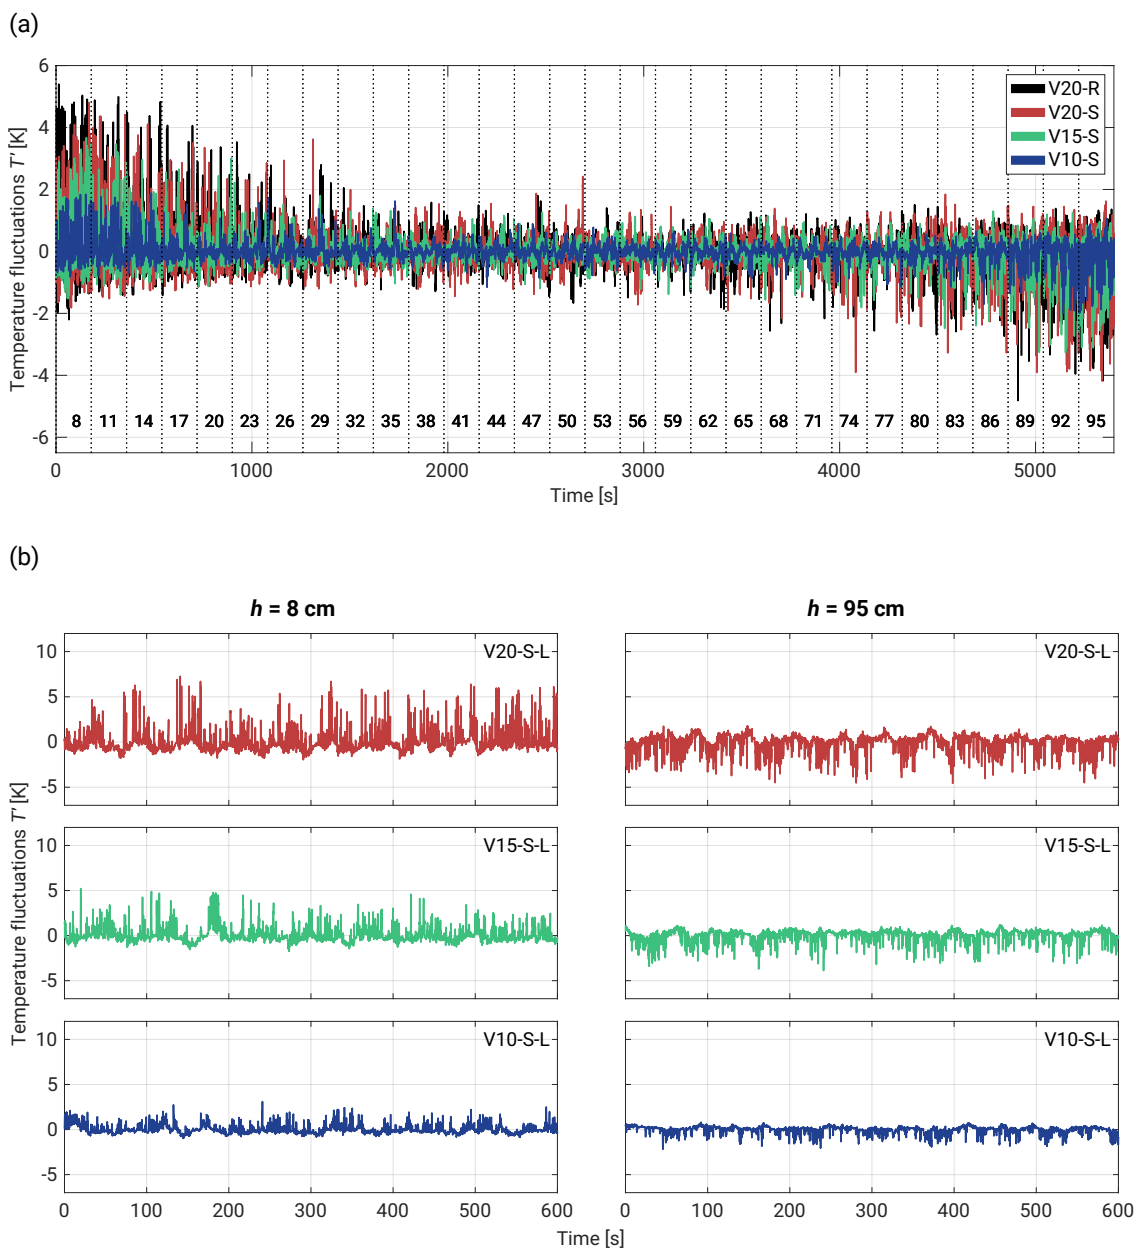 (a)
6
4
2
0
-2
-4
-6
Temperature fluctuations T' [K]
V20-R
V20-S
V15-S
V10-S
8 11 14 17 20 23 26 29 32 35 38 41 44 47 50 53 56 59 62 65 68 71 74 77 80 83 86 89 92 95
0 1000 2000 3000 4000 5000
Time [s]
(b)
h = 8 cm
h = 95 cm
Temperature fluctuations T' [K]
10
5
0
-5
V20-S-L
V20-S-L
10
5
0
-5
V15-S-L
V15-S-L
10
5
0
-5
V10-S-L
V10-S-L
0 100 200 300 400 500 600
0 100 200 300 400 500 600
Time [s]